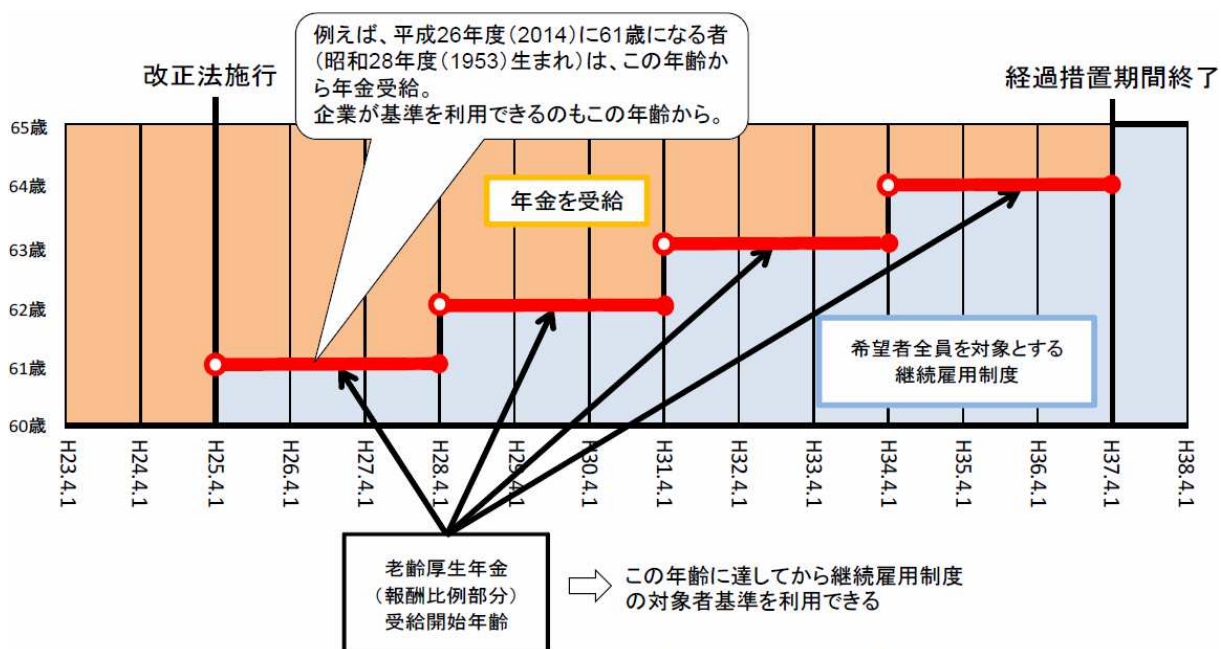 例えば、平成26年度(2014)に61歳になる者
(昭和28年度(1953)生まれ)は、この年齢か
ら年金受給。
企業が基準を利用できるのもこの年齢から。
改正法施行
経過措置期間終了
65歳
64歳
63歳
62歳
61歳
60歳
年金を受給
希望者全員を対象とする
継続雇用制度
H23.4.1
H24.4.1
H25.4.1
H26.4.1
H27.4.1
H28.4.1
H29.4.1
H30.4.1
H31.4.1
H32.4.1
H33.4.1
H34.4.1
H35.4.1
H36.4.1
H37.4.1
H38.4.1
老齢厚生年金
(報酬比例部分)
受給開始年齢
この年齢に達してから継続雇用制度
の対象者基準を利用できる